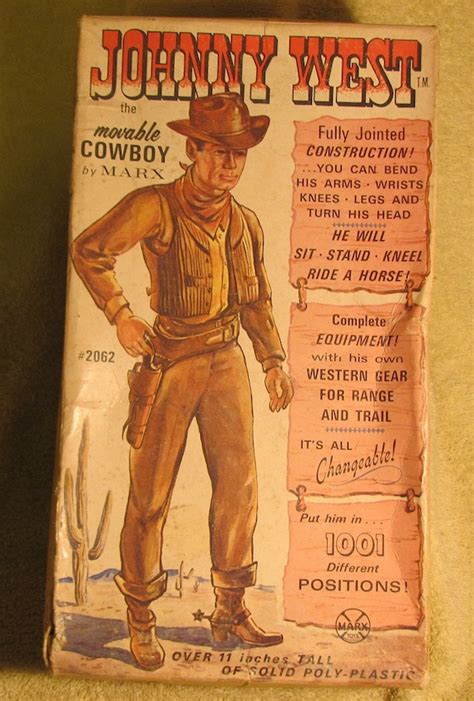 JOHNNY WEST T.M.
the
movable
COWBOY
by MARX
#2062
Fully Jointed
CONSTRUCTION!
...YOU CAN BEND
HIS ARMS · WRISTS
KNEES · LEGS AND
TURN HIS HEAD
HE WILL
SIT · STAND · KNEEL
RIDE A HORSE!
Complete
EQUIPMENT!
with his own
WESTERN GEAR
FOR RANGE
AND TRAIL
IT'S ALL
Changeable!
Put him in...
1001
Different
POSITIONS!
MARX
TOYS
OVER 11 inches TALL
OF SOLID POLY-PLASTIC